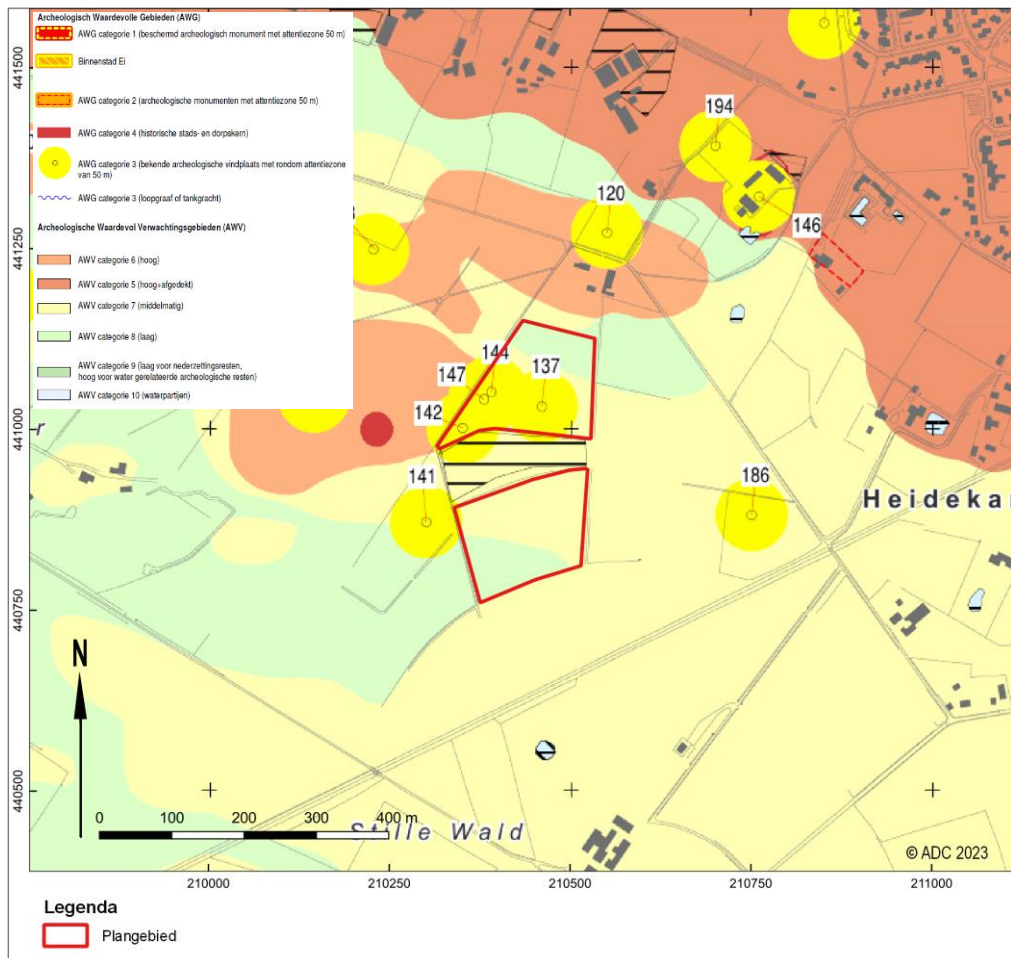 Archeologisch Waardevolle Gebieden (AWG)
AWG categorie 1 (beschermd archeologisch monument met attentiezone 50 m)
Binnenstad Ei
AWG categorie 2 (archeologische monumenten met attentiezone 50 m)
AWG categorie 4 (historische stads- en dorpskern)
AWG categorie 3 (bekende archeologische vindplaats met rondom attentiezone
van 50 m)
AWG categorie 3 (loopgraaf of tankgracht)
Archeologische Waardevol Verwachtingsgebieden (AWV)
AWV categorie 6 (hoog)
AWV categorie 5 (hoog+afgedekt)
AWV categorie 7 (middelmatig)
AWV categorie 8 (laag)
AWV categorie 9 (laag voor nederzettingsresten,
hoog voor water gerelateerde archeologische resten)
AWV categorie 10 (waterpartijen)
441500
441250
441000
440750
440500
194
120
146
144
137
147
142
141
186
r
Heidekam
N
0 100 200 300 400 m
Stille Wald
© ADC 2023
210000 210250 210500 210750 211000
Legenda
Plangebied